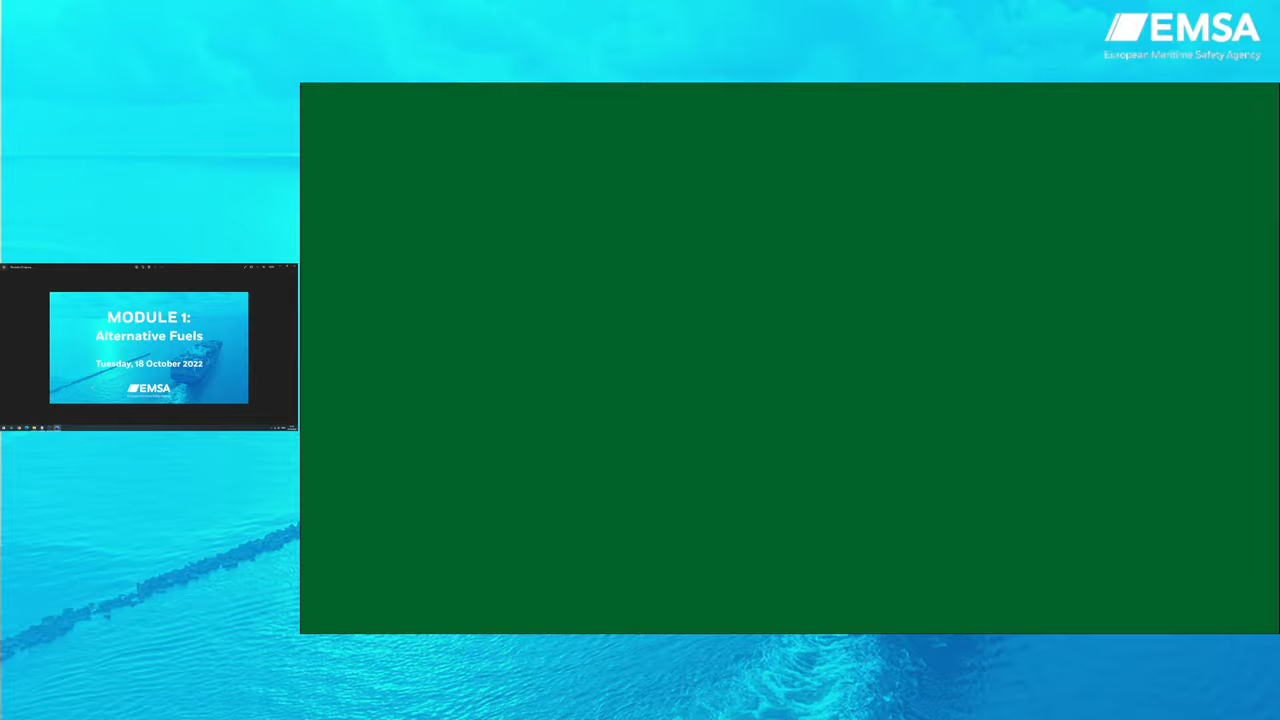 EMSA
European Maritime Safety Agency
MODULE 1:
Alternative Fuels
Tuesday, 18 October 2022
EMSA